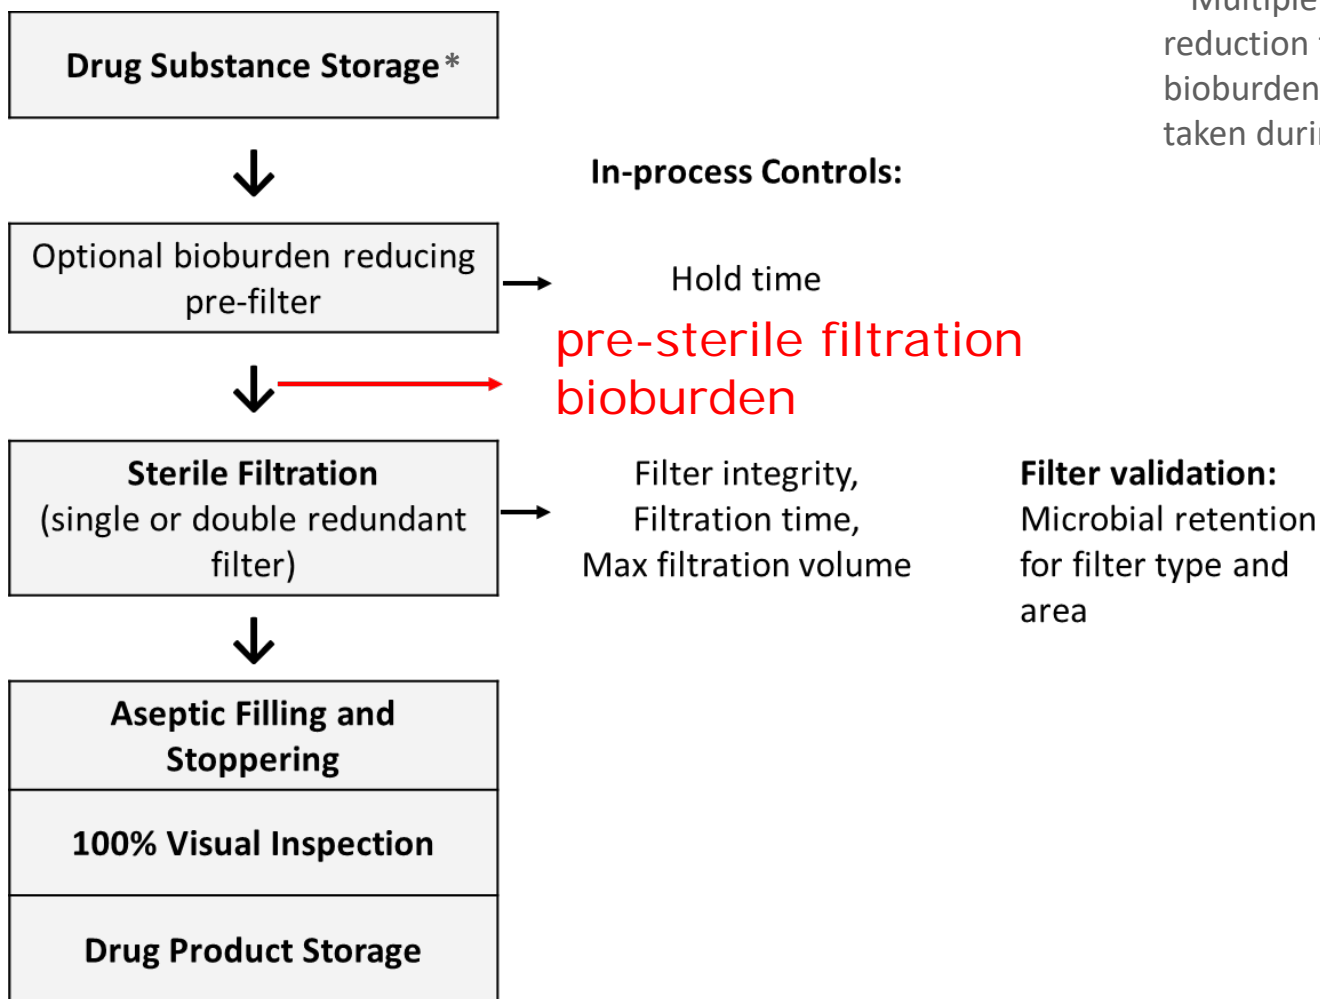 Drug Substance Storage*
Multiple
reduction
bioburden
taken
In-process Controls:
Optional bioburden reducing
pre-filter
Hold time
pre-sterile filtration
bioburden
Sterile Filtration
(single or double redundant
filter)
Filter integrity,
Filtration time,
Max filtration volume
Filter validation:
Microbial retention
for filter type and
area
Aseptic Filling and
Stoppering
100% Visual Inspection
Drug Product Storage